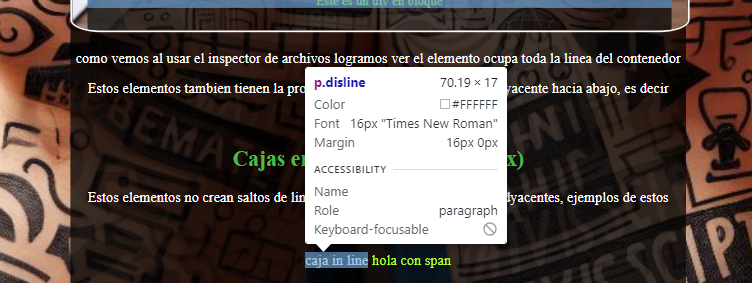 Este es un div en bloque
como vemos al usar el inspector de archivos logramos ver el elemento ocupa toda la linea del contenedor
Estos elementos tambien tienen la pro yacente hacia abajo, es decir
p.disline 70.19 × 17
Color #FFFFFF
Font 16px "Times New Roman"
Margin 16px 0px
Cajas e x)
ACCESSIBILITY
Estos elementos no crean saltos de lin dyacentes, ejemplos de estos
Name
Role paragraph
Keyboard-focusable
caja in line hola con span